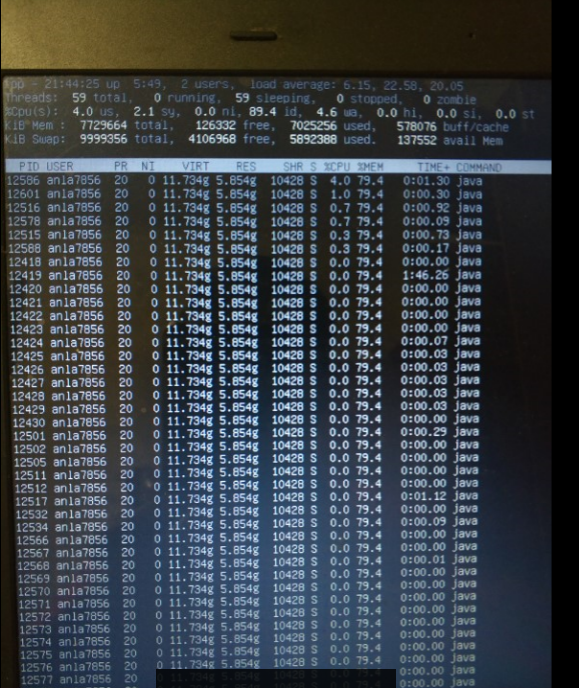 top - 21:44:25 up 5:49, 2 users, load average: 6.15, 22.58, 20.05
Threads: 59 total, 0 running, 59 sleeping, 0 stopped, 0 zombie
%Cpu(s): 4.0 us, 2.1 sy, 0.0 ni, 89.4 id, 4.6 wa, 0.0 hi, 0.0 si, 0.0 st
KiB Mem : 7729664 total, 126332 free, 7025256 used, 578076 buff/cache
KiB Swap: 9999356 total, 4106968 free, 5892388 used. 137552 avail Mem
PID USER PR NI VIRT RES SHR S %CPU %MEM TIME+ COMMAND
12586 anla7856 20 0 11.734g 5.854g 10428 S 4.0 79.4 0:01.30 java
12601 anla7856 20 0 11.734g 5.854g 10428 S 1.0 79.4 0:00.30 java
12516 anla7856 20 0 11.734g 5.854g 10428 S 0.7 79.4 0:00.92 java
12578 anla7856 20 0 11.734g 5.854g 10428 S 0.7 79.4 0:00.09 java
12515 anla7856 20 0 11.734g 5.854g 10428 S 0.3 79.4 0:00.73 java
12588 anla7856 20 0 11.734g 5.854g 10428 S 0.3 79.4 0:00.17 java
12418 anla7856 20 0 11.734g 5.854g 10428 S 0.0 79.4 0:00.00 java
12419 anla7856 20 0 11.734g 5.854g 10428 S 0.0 79.4 1:46.26 java
12420 anla7856 20 0 11.734g 5.854g 10428 S 0.0 79.4 0:00.00 java
12421 anla7856 20 0 11.734g 5.854g 10428 S 0.0 79.4 0:00.00 java
12422 anla7856 20 0 11.734g 5.854g 10428 S 0.0 79.4 0:00.00 java
12423 anla7856 20 0 11.734g 5.854g 10428 S 0.0 79.4 0:00.00 java
12424 anla7856 20 0 11.734g 5.854g 10428 S 0.0 79.4 0:00.07 java
12425 anla7856 20 0 11.734g 5.854g 10428 S 0.0 79.4 0:00.03 java
12426 anla7856 20 0 11.734g 5.854g 10428 S 0.0 79.4 0:00.03 java
12427 anla7856 20 0 11.734g 5.854g 10428 S 0.0 79.4 0:00.03 java
12428 anla7856 20 0 11.734g 5.854g 10428 S 0.0 79.4 0:00.03 java
12429 anla7856 20 0 11.734g 5.854g 10428 S 0.0 79.4 0:00.03 java
12430 anla7856 20 0 11.734g 5.854g 10428 S 0.0 79.4 0:00.00 java
12501 anla7856 20 0 11.734g 5.854g 10428 S 0.0 79.4 0:00.29 java
12502 anla7856 20 0 11.734g 5.854g 10428 S 0.0 79.4 0:00.00 java
12505 anla7856 20 0 11.734g 5.854g 10428 S 0.0 79.4 0:00.00 java
12511 anla7856 20 0 11.734g 5.854g 10428 S 0.0 79.4 0:00.00 java
12512 anla7856 20 0 11.734g 5.854g 10428 S 0.0 79.4 0:00.00 java
12517 anla7856 20 0 11.734g 5.854g 10428 S 0.0 79.4 0:01.12 java
12532 anla7856 20 0 11.734g 5.854g 10428 S 0.0 79.4 0:00.00 java
12534 anla7856 20 0 11.734g 5.854g 10428 S 0.0 79.4 0:00.09 java
12566 anla7856 20 0 11.734g 5.854g 10428 S 0.0 79.4 0:00.00 java
12567 anla7856 20 0 11.734g 5.854g 10428 S 0.0 79.4 0:00.00 java
12568 anla7856 20 0 11.734g 5.854g 10428 S 0.0 79.4 0:00.01 java
12569 anla7856 20 0 11.734g 5.854g 10428 S 0.0 79.4 0:00.00 java
12570 anla7856 20 0 11.734g 5.854g 10428 S 0.0 79.4 0:00.00 java
12571 anla7856 20 0 11.734g 5.854g 10428 S 0.0 79.4 0:00.00 java
12572 anla7856 20 0 11.734g 5.854g 10428 S 0.0 79.4 0:00.00 java
12573 anla7856 20 0 11.734g 5.854g 10428 S 0.0 79.4 0:00.00 java
12574 anla7856 20 0 11.734g 5.854g 10428 S 0.0 79.4 0:00.00 java
12575 anla7856 20 0 11.734g 5.854g 10428 S 0.0 79.4 0:00.00 java
12576 anla7856 20 0 11.734g 5.854g 10428 S 0.0 79.4 0:00.00 java
12577 anla7856 20 0:00.00 java